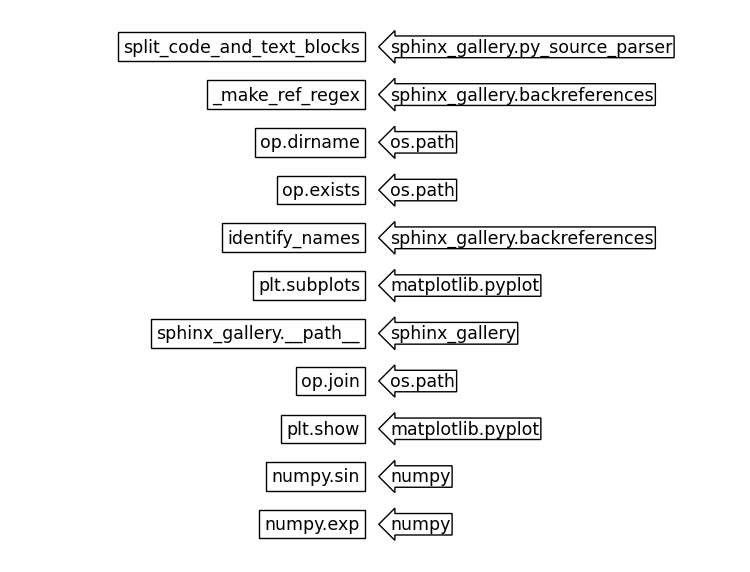 split_code_and_text_blocks sphinx_gallery.py_source_parser
_make_ref_regex sphinx_gallery.backreferences
op.dirname os.path
op.exists os.path
identify_names sphinx_gallery.backreferences
plt.subplots matplotlib.pyplot
sphinx_gallery.__path__ sphinx_gallery
op.join os.path
plt.show matplotlib.pyplot
numpy.sin numpy
numpy.exp numpy